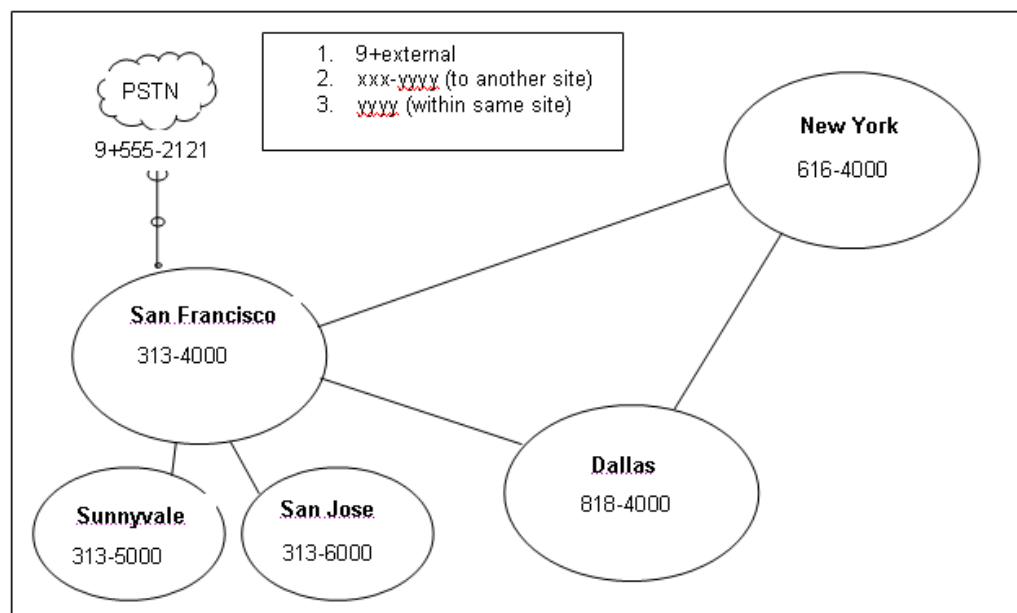 PSTN
9+555-2121
1. 9+external
2. xxx-yyyy (to another site)
3. yyyy (within same site)
New York
616-4000
San Francisco
313-4000
Dallas
818-4000
Sunnyvale
313-5000
San Jose
313-6000